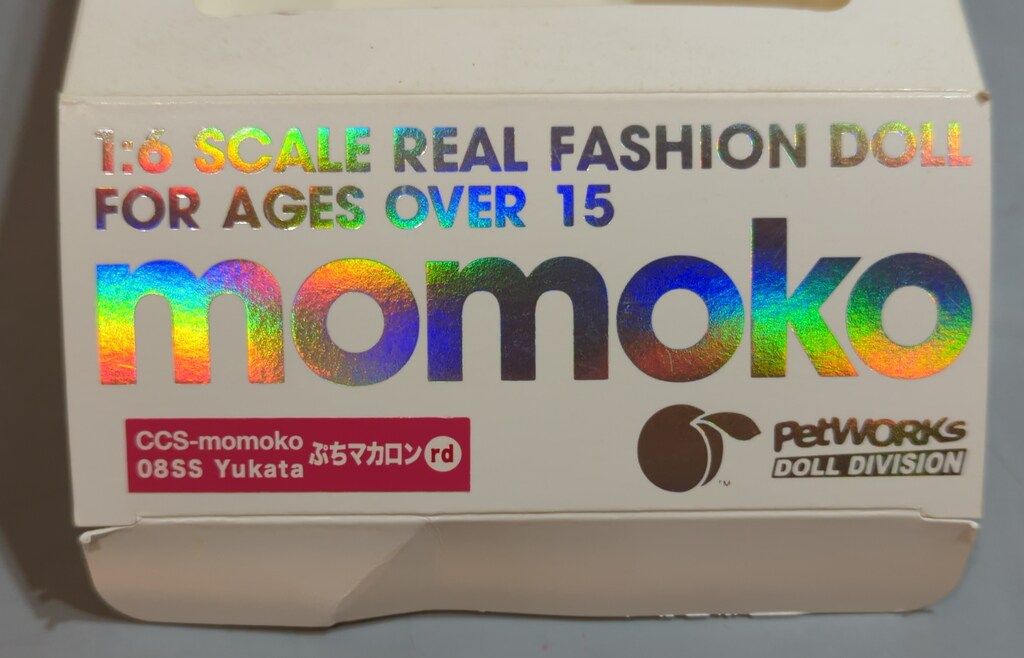 1:6 SCALE REAL FASHION DOLL
FOR AGES OVER 15
momoko
CCS-momoko
08SS Yukata
ぷちマカロン rd
TM
PetWORKs
DOLL DIVISION